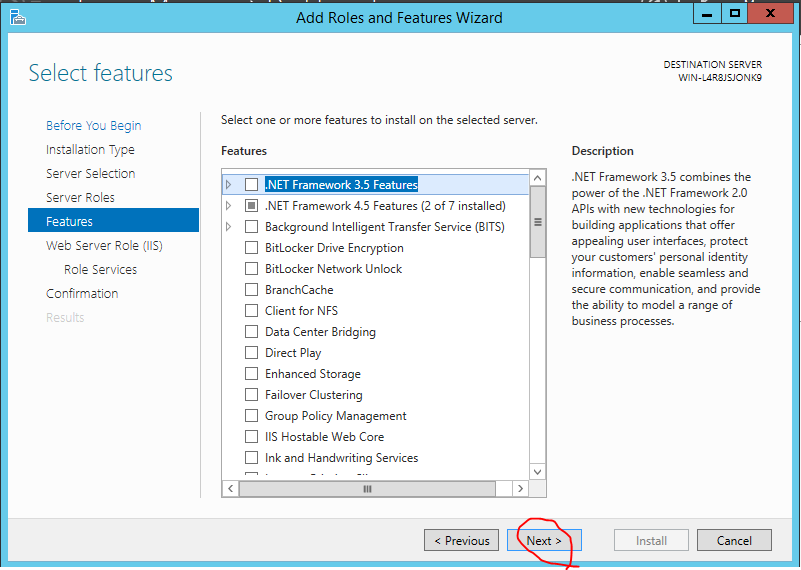 Add Roles and Features Wizard
Select features
DESTINATION SERVER
WIN-L4R8JSJONK9
Before You Begin
Installation Type
Server Selection
Server Roles
Features
Web Server Role (IIS)
Role Services
Confirmation
Results
Select one or more features to install on the selected server.
Features
.NET Framework 3.5 Features
.NET Framework 4.5 Features (2 of 7 installed)
Background Intelligent Transfer Service (BITS)
BitLocker Drive Encryption
BitLocker Network Unlock
BranchCache
Client for NFS
Data Center Bridging
Direct Play
Enhanced Storage
Failover Clustering
Group Policy Management
IIS Hostable Web Core
Ink and Handwriting Services
Description
.NET Framework 3.5 combines the
power of the .NET Framework 2.0
APIs with new technologies for
building applications that offer
appealing user interfaces, protect
your customers' personal identity
information, enable seamless and
secure communication, and provide
the ability to model a range of
business processes.
< Previous
Next >
Install
Cancel